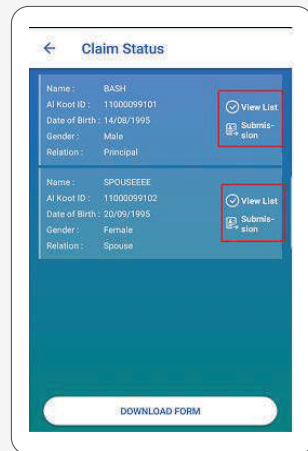 Claim Status
Name : BASH
Al Koot ID : 11000099101
Date of Birth : 14/08/1995
Gender : Male
Relation : Principal
View List
Submis-
sion
Name : SPOUSEEEE
Al Koot ID : 11000099102
Date of Birth : 20/09/1995
Gender : Female
Relation : Spouse
View List
Submis-
sion
DOWNLOAD FORM